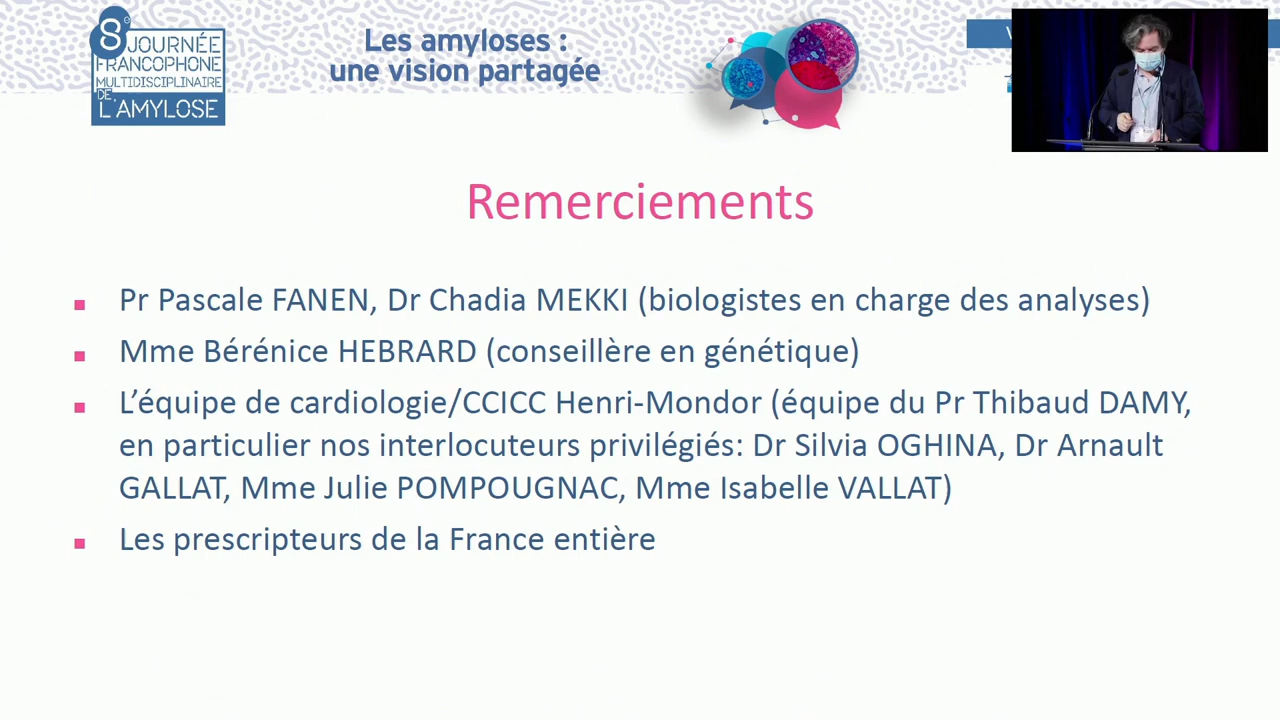 8e
JOURNÉE
FRANCOPHONE
MULTIDISCIPLINAIRE
DE L'AMYLOSE
Les amyloses :
une vision partagée
Remerciements
Pr Pascale FANEN, Dr Chadia MEKKI (biologistes en charge des analyses)
Mme Bérénice HEBRARD (conseillère en génétique)
L’équipe de cardiologie/CCICC Henri-Mondor (équipe du Pr Thibaud DAMY,
en particulier nos interlocuteurs privilégiés: Dr Silvia OGHINA, Dr Arnault
GALLAT, Mme Julie POMPOUGNAC, Mme Isabelle VALLAT)
Les prescripteurs de la France entière